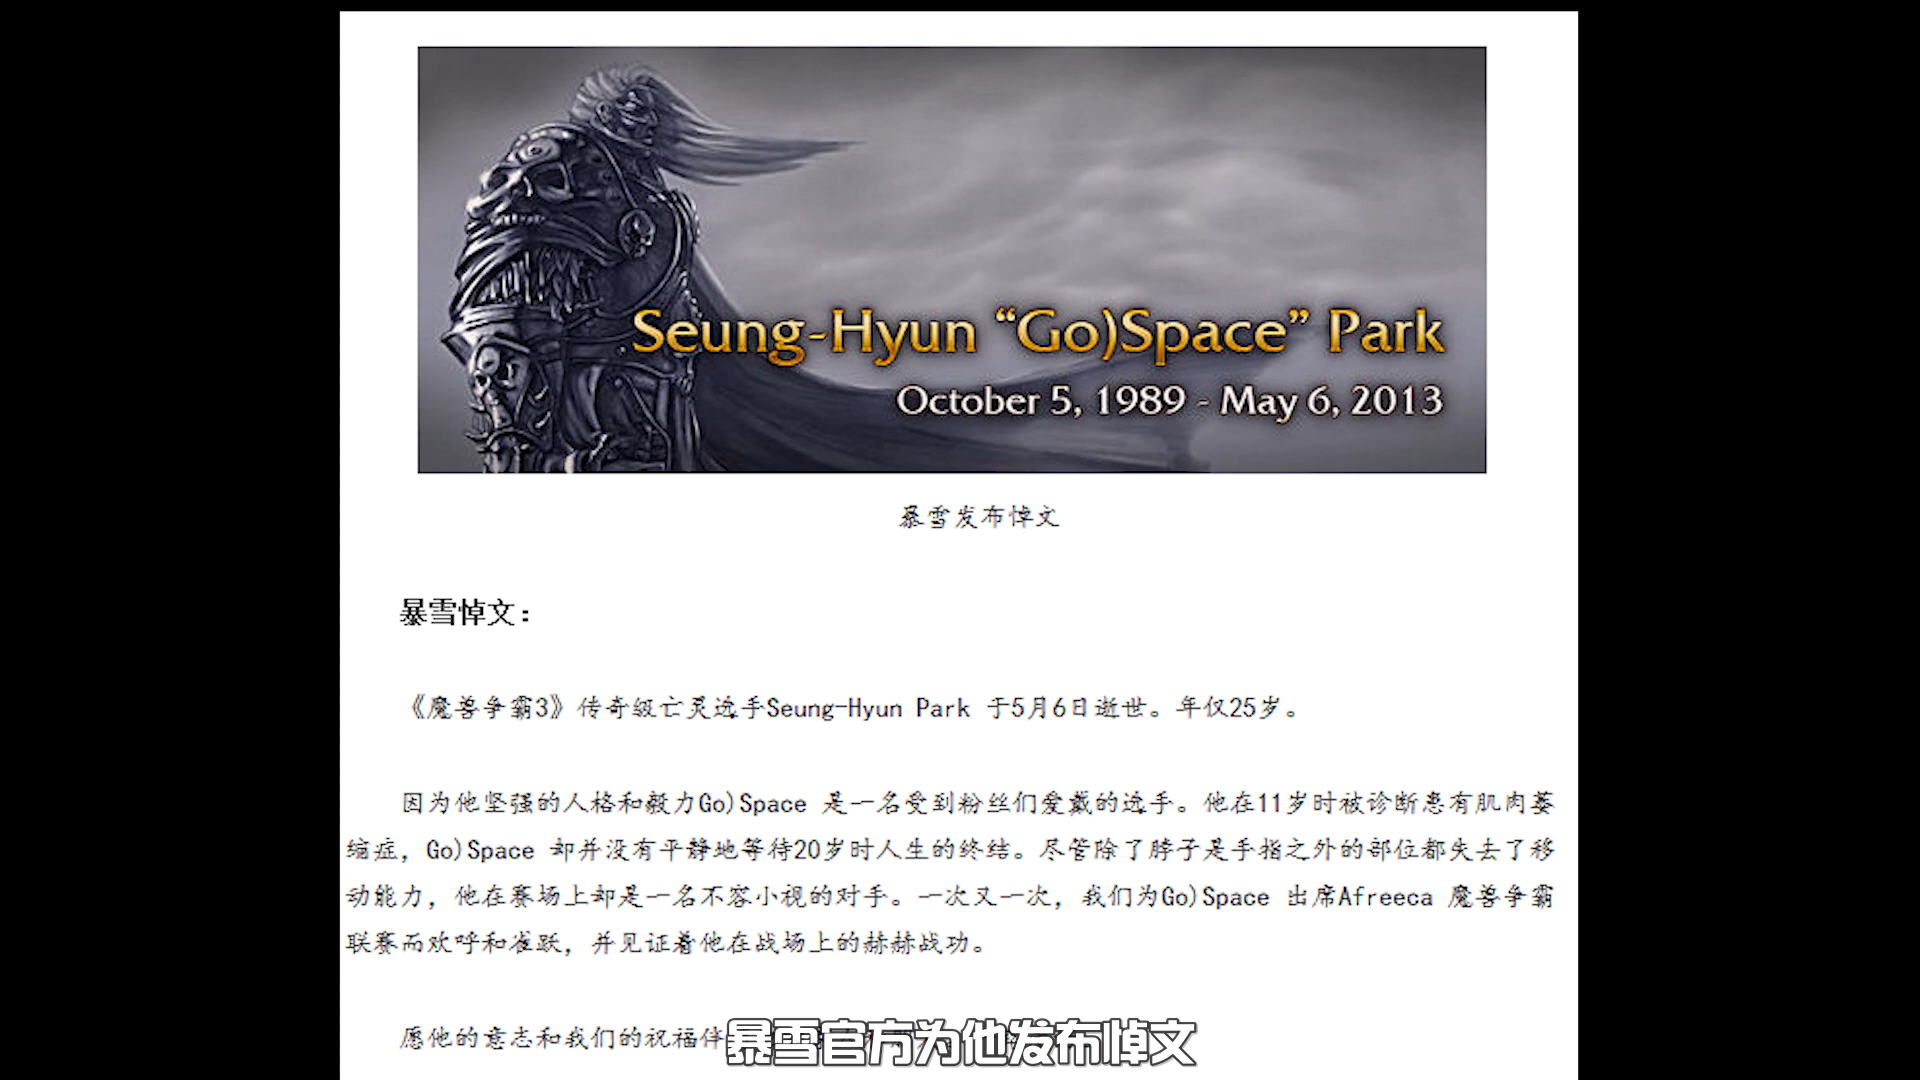 Seung-Hyun “Go)Space” Park
October 5, 1989 - May 6, 2013
暴雪发布悼文
暴雪悼文：
《魔兽争霸3》传奇级亡灵选手Seung-Hyun Park 于5月6日逝世。年仅25岁。
因为他坚强的人格和毅力Go)Space 是一名受到粉丝们爱戴的选手。他在11岁时被诊断患有肌肉萎
缩症，Go)Space 却并没有平静地等待20岁时人生的终结。尽管除了脖子是手指之外的部位都失去了移
动能力，他在赛场上却是一名不容小视的对手。一次又一次，我们为Go)Space 出席Afreeca 魔兽争霸
联赛而欢呼和雀跃，并见证着他在战场上的赫赫战功。
愿他的意志和我们的祝福伴
暴雪官方为他发布悼文